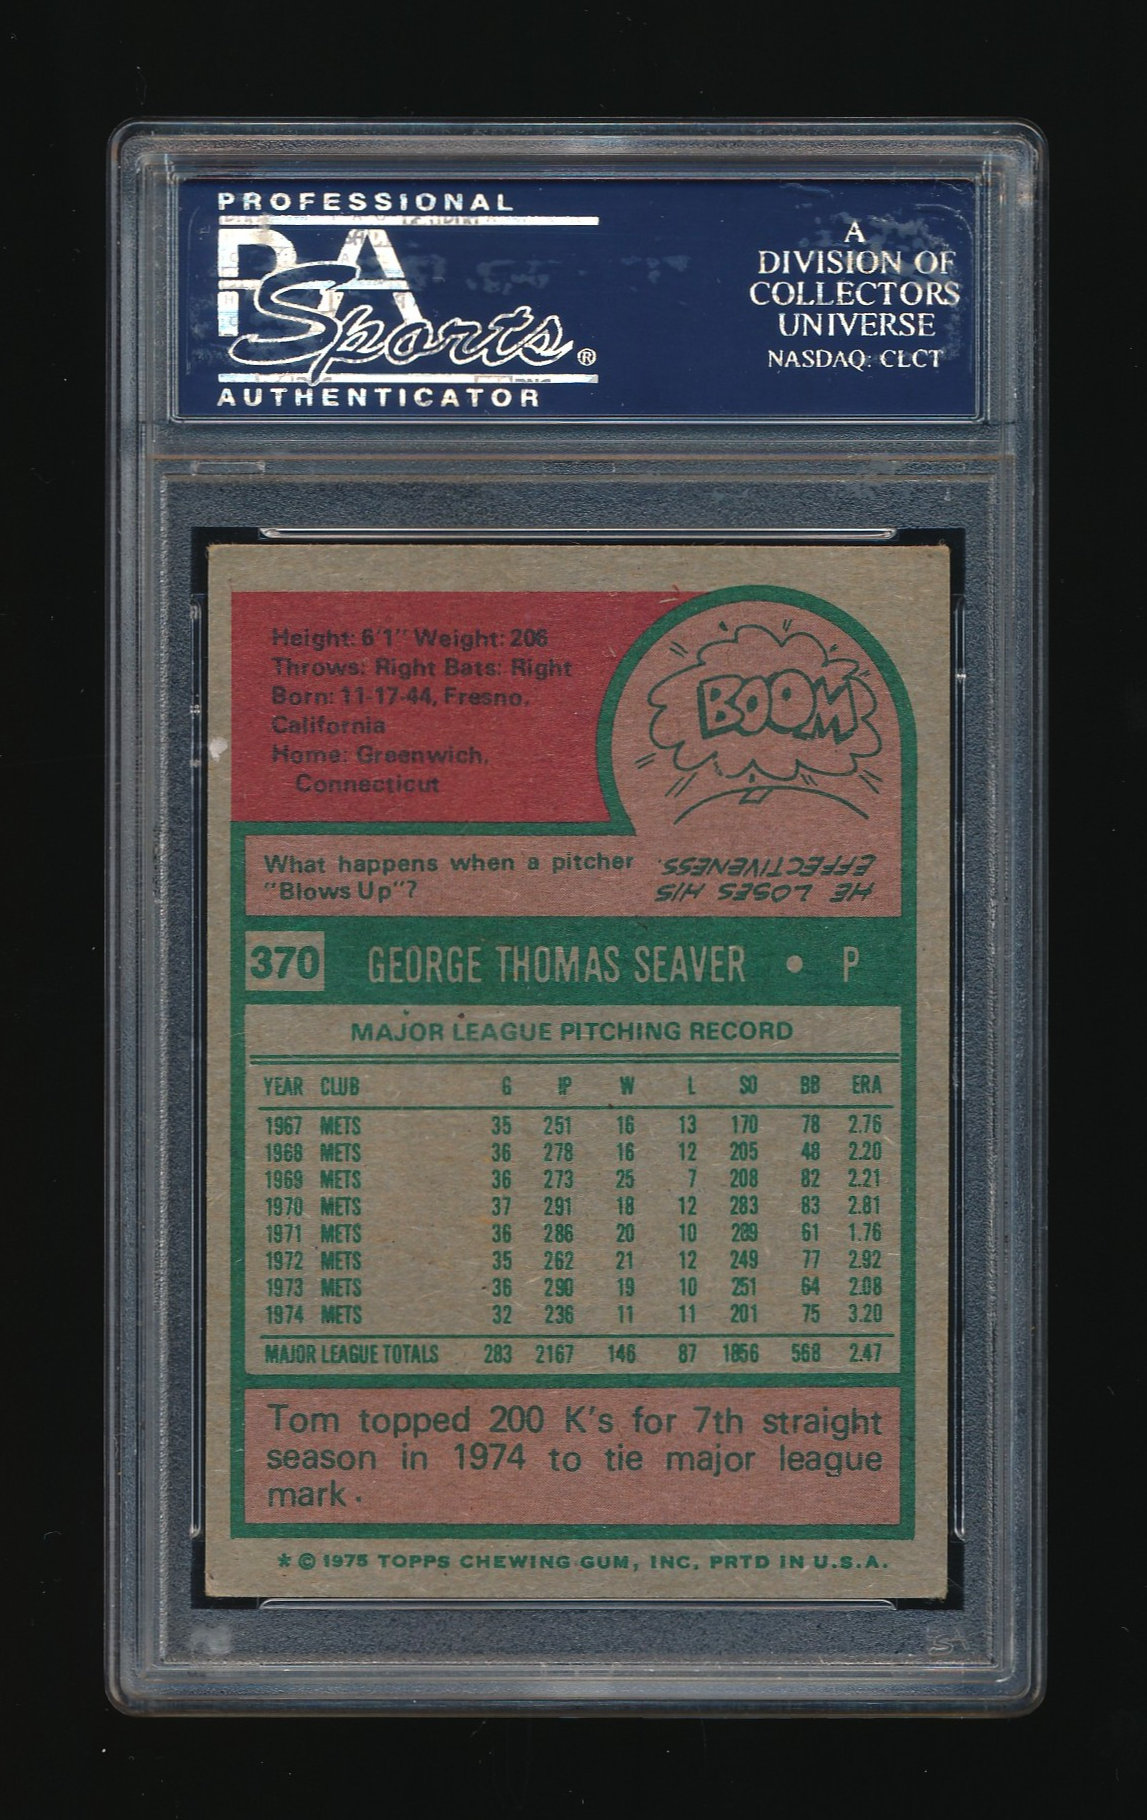 PROFESSIONAL
PSA
Sports®
AUTHENTICATOR
A
DIVISION OF
COLLECTORS
UNIVERSE
NASDAQ: CLCT
Height: 6'1" Weight: 206
Throws: Right Bats: Right
Born: 11-17-44, Fresno,
California
Home: Greenwich,
Connecticut
BOOM
What happens when a pitcher
"Blows Up"?
HE LOSES HIS
EFFECTIVENESS.
370 GEORGE THOMAS SEAVER • P
MAJOR LEAGUE PITCHING RECORD
YEAR CLUB G IP W L SO BB ERA
1967 METS 35 251 16 13 170 78 2.76
1968 METS 36 278 16 12 205 48 2.20
1969 METS 36 273 25 7 208 82 2.21
1970 METS 37 291 18 12 283 83 2.81
1971 METS 36 286 20 10 289 61 1.76
1972 METS 35 262 21 12 249 77 2.92
1973 METS 36 290 19 10 251 64 2.08
1974 METS 32 236 11 11 201 75 3.20
MAJOR LEAGUE TOTALS 283 2167 146 87 1856 568 2.47
Tom topped 200 K's for 7th straight
season in 1974 to tie major league
mark.
* © 1975 TOPPS CHEWING GUM, INC. PRTD IN U.S.A.